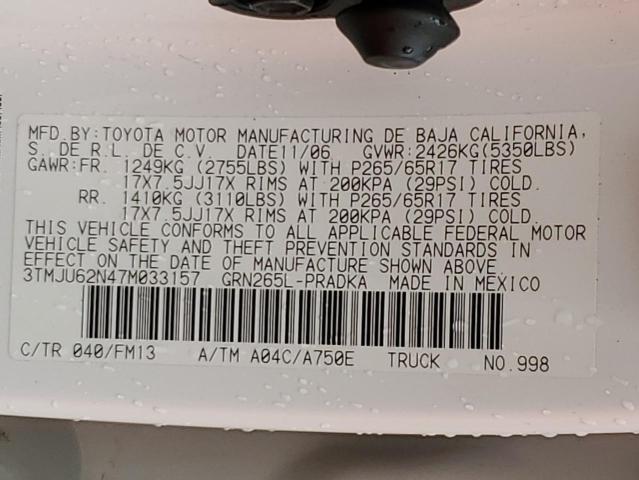 MFD.BY:TOYOTA MOTOR MANUFACTURING DE BAJA CALIFORNIA,
S. DE R.L. DE C.V. DATE11/06 GVWR:2426KG(5350LBS)
GAWR:FR. 1249KG (2755LBS) WITH P265/65R17 TIRES
17X7.5JJ17X RIMS AT 200KPA (29PSI) COLD.
RR. 1410KG (3110LBS) WITH P265/65R17 TIRES
17X7.5JJ17X RIMS AT 200KPA (29PSI) COLD.
THIS VEHICLE CONFORMS TO ALL APPLICABLE FEDERAL MOTOR
VEHICLE SAFETY AND THEFT PREVENTION STANDARDS IN
EFFECT ON THE DATE OF MANUFACTURE SHOWN ABOVE.
3TMJU62N47M033157 GRN265L-PRADKA MADE IN MEXICO
C/TR 040/FM13 A/TM A04C/A750E TRUCK NO.998